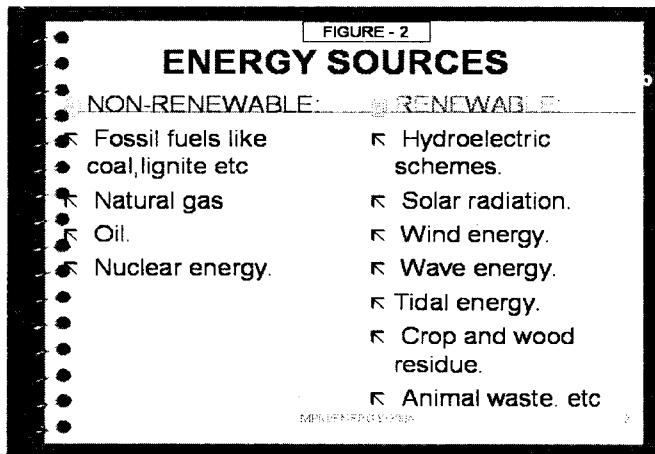 FIGURE - 2
ENERGY SOURCES
NON-RENEWABLE:
Fossil fuels like
coal,lignite etc
Natural gas
Oil.
Nuclear energy.
RENEWABLE:
Hydroelectric
schemes.
Solar radiation.
Wind energy.
Wave energy.
Tidal energy.
Crop and wood
residue.
Animal waste. etc
2